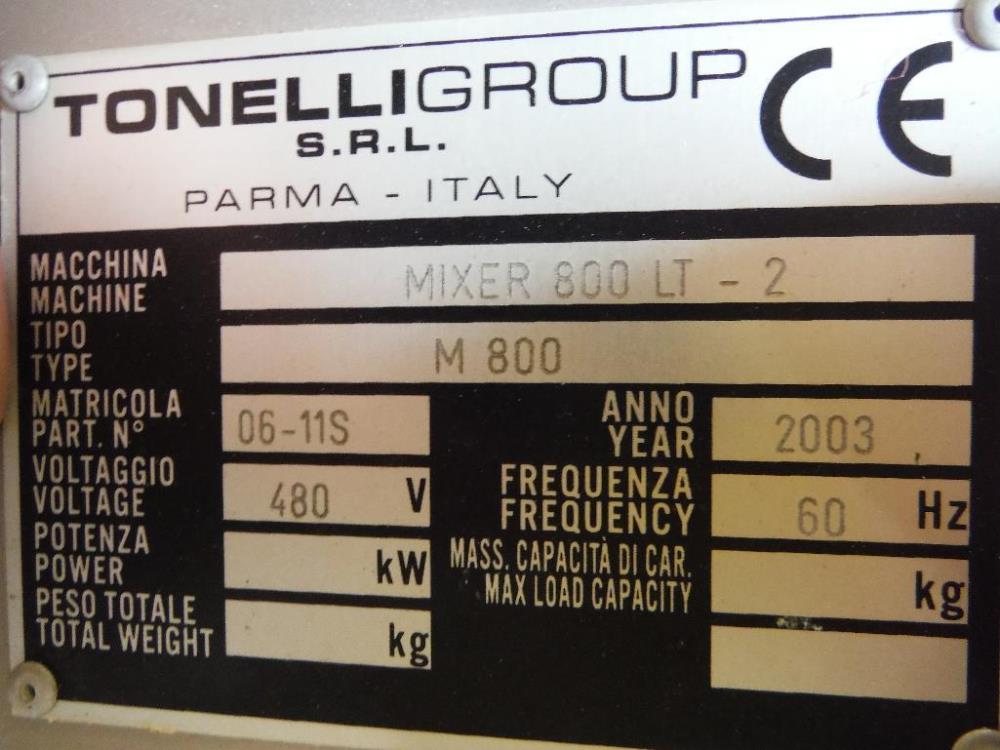 TONELLIGROUP CE
S.R.L.
PARMA - ITALY
MACCHINA
MACHINE MIXER 800 LT - 2
TIPO
TYPE M 800
MATRICOLA
PART. N° 06-11S
ANNO
YEAR 2003
VOLTAGGIO
VOLTAGE 480 V
FREQUENZA
FREQUENCY 60 Hz
POTENZA
POWER kW
MASS. CAPACITÀ DI CAR.
MAX LOAD CAPACITY kg
PESO TOTALE
TOTAL WEIGHT kg